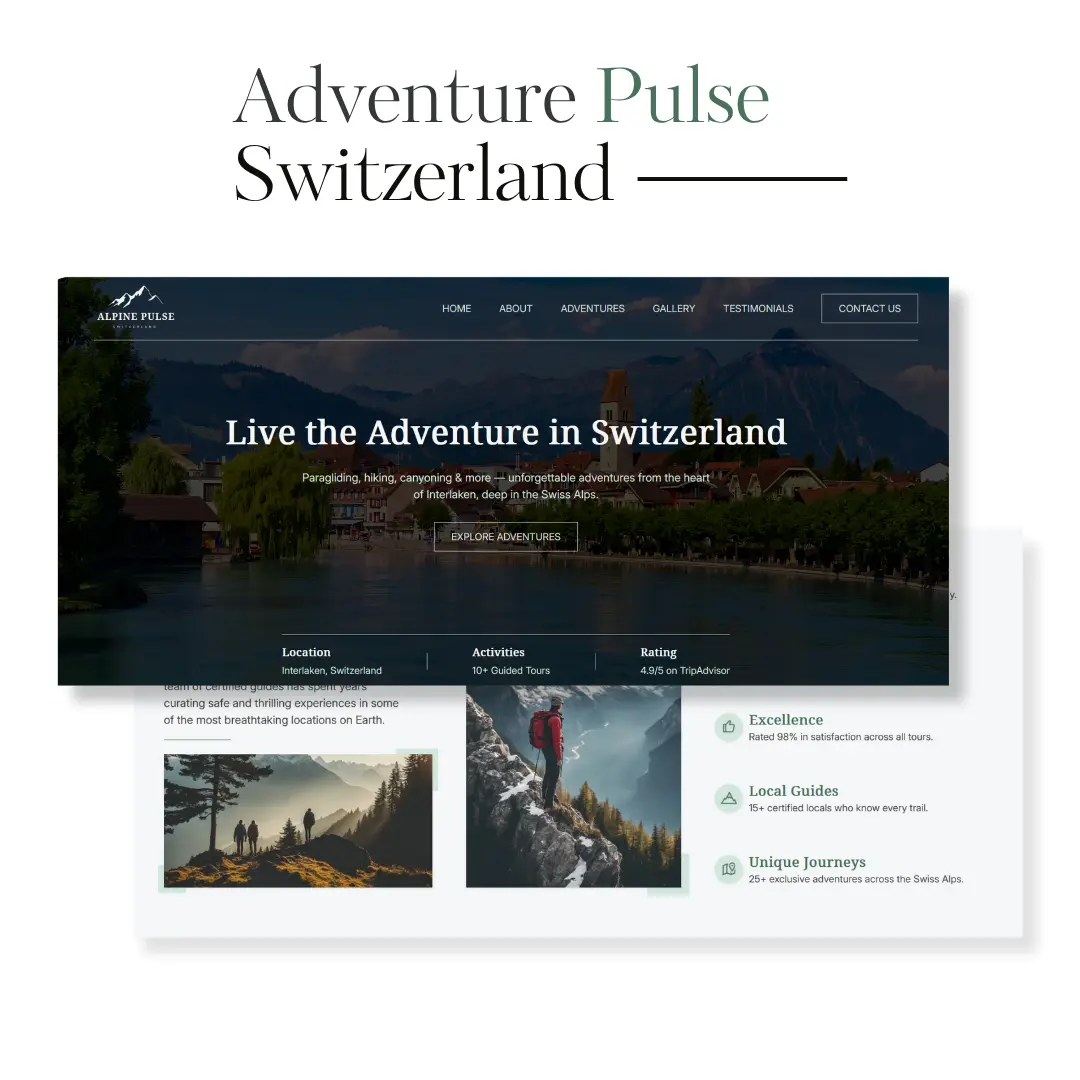 Adventure Pulse
Switzerland
ALPINE PULSE
SWITZERLAND
HOME
ABOUT
ADVENTURES
GALLERY
TESTIMONIALS
CONTACT US
Live the Adventure in Switzerland
Paragliding, hiking, canyoning & more — unforgettable adventures from the heart
of Interlaken, deep in the Swiss Alps.
EXPLORE ADVENTURES
Location
Interlaken, Switzerland
Activities
10+ Guided Tours
Rating
4.9/5 on TripAdvisor
y.
team of certified guides has spent years
curating safe and thrilling experiences in some
of the most breathtaking locations on Earth.
Excellence
Rated 98% in satisfaction across all tours.
Local Guides
15+ certified locals who know every trail.
Unique Journeys
25+ exclusive adventures across the Swiss Alps.